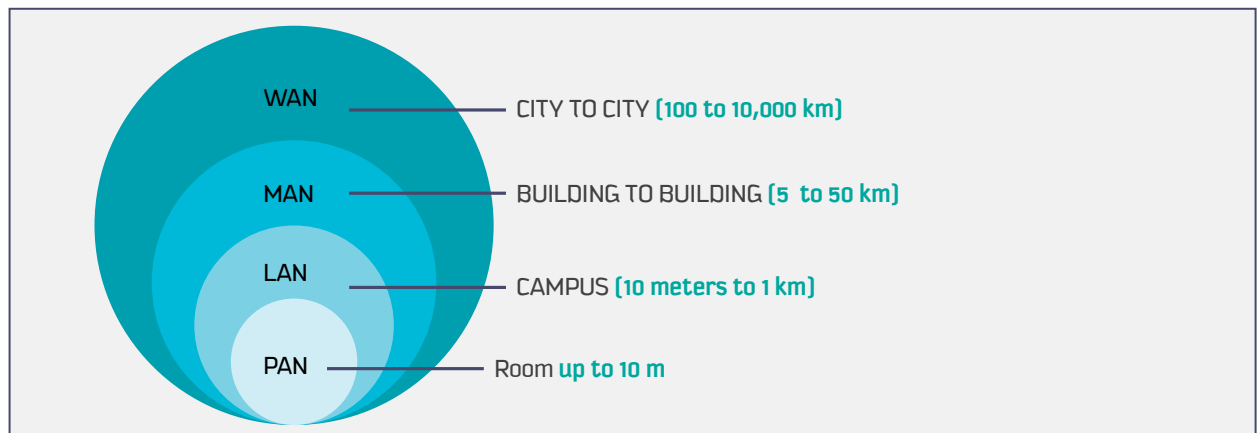 WAN
CITY TO CITY (100 to 10,000 km)
MAN
BUILDING TO BUILDING (5 to 50 km)
LAN
CAMPUS (10 meters to 1 km)
PAN
Room up to 10 m